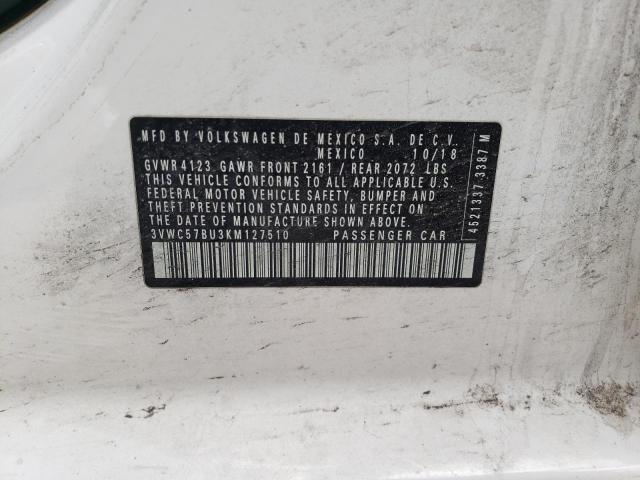 MFD BY VOLKSWAGEN DE MEXICO S.A. DE C.V.
MEXICO 10/18
GVWR 4123 GAWR FRONT 2161 / REAR 2072 LBS
THIS VEHICLE CONFORMS TO ALL APPLICABLE U.S.
FEDERAL MOTOR VEHICLE SAFETY, BUMPER AND
THEFT PREVENTION STANDARDS IN EFFECT ON
THE DATE OF MANUFACTURE SHOWN ABOVE.
3VWC57BU3KM127510 PASSENGER CAR
4521337 3387 M